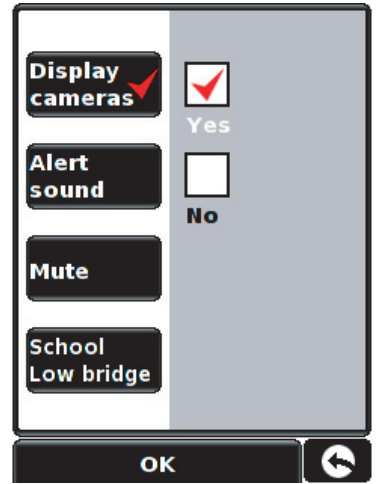 Display
cameras
Yes
Alert
sound
No
Mute
School
Low bridge
OK